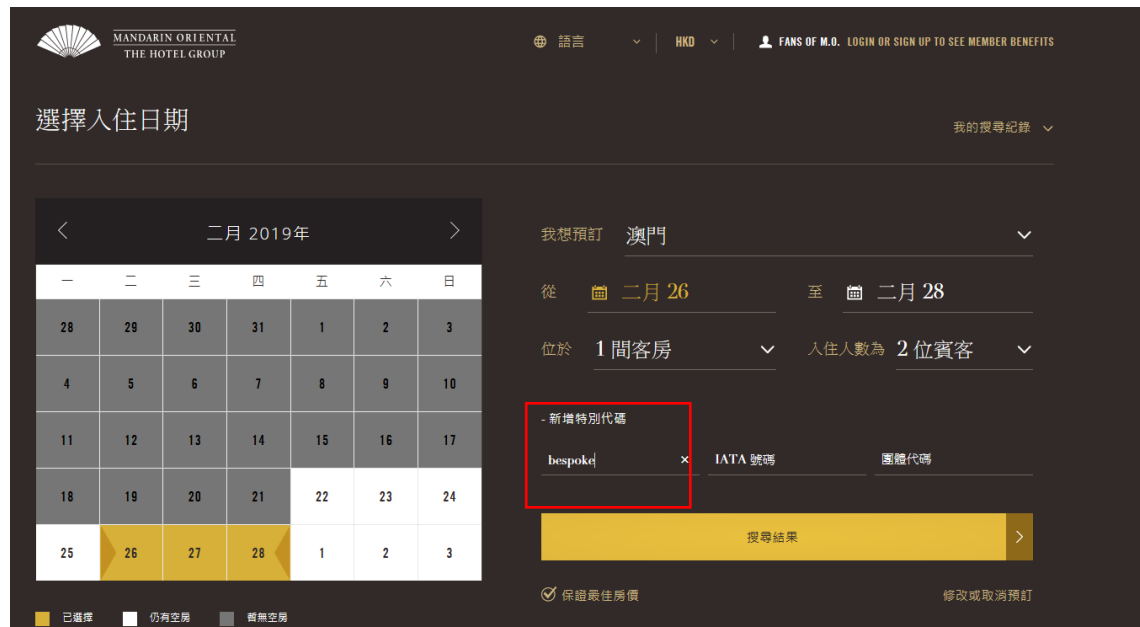 MANDARIN ORIENTAL
THE HOTEL GROUP
語言
HKD
FANS OF M.O. LOGIN OR SIGN UP TO SEE MEMBER BENEFITS
選擇入住日期
我的搜尋紀錄
二月 2019年
一 二 三 四 五 六 日
28 29 30 31 1 2 3
4 5 6 7 8 9 10
11 12 13 14 15 16 17
18 19 20 21 22 23 24
25 26 27 28 1 2 3
已選擇 仍有空房 暫無空房
我想預訂 澳門
從 二月 26 至 二月 28
位於 1 間客房 入住人數為 2 位賓客
- 新增特別代碼
bespoke × IATA 號碼 團體代碼
搜尋結果
保證最佳房價 修改或取消預訂